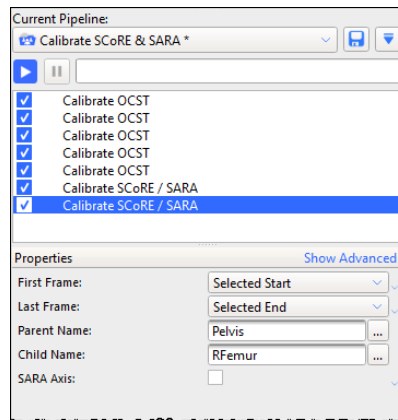 Current Pipeline:
Calibrate SCoRE & SARA *
Calibrate OCST
Calibrate OCST
Calibrate OCST
Calibrate OCST
Calibrate OCST
Calibrate SCoRE / SARA
Calibrate SCoRE / SARA
Properties Show Advanced
First Frame: Selected Start
Last Frame: Selected End
Parent Name: Pelvis ...
Child Name: RFemur ...
SARA Axis: